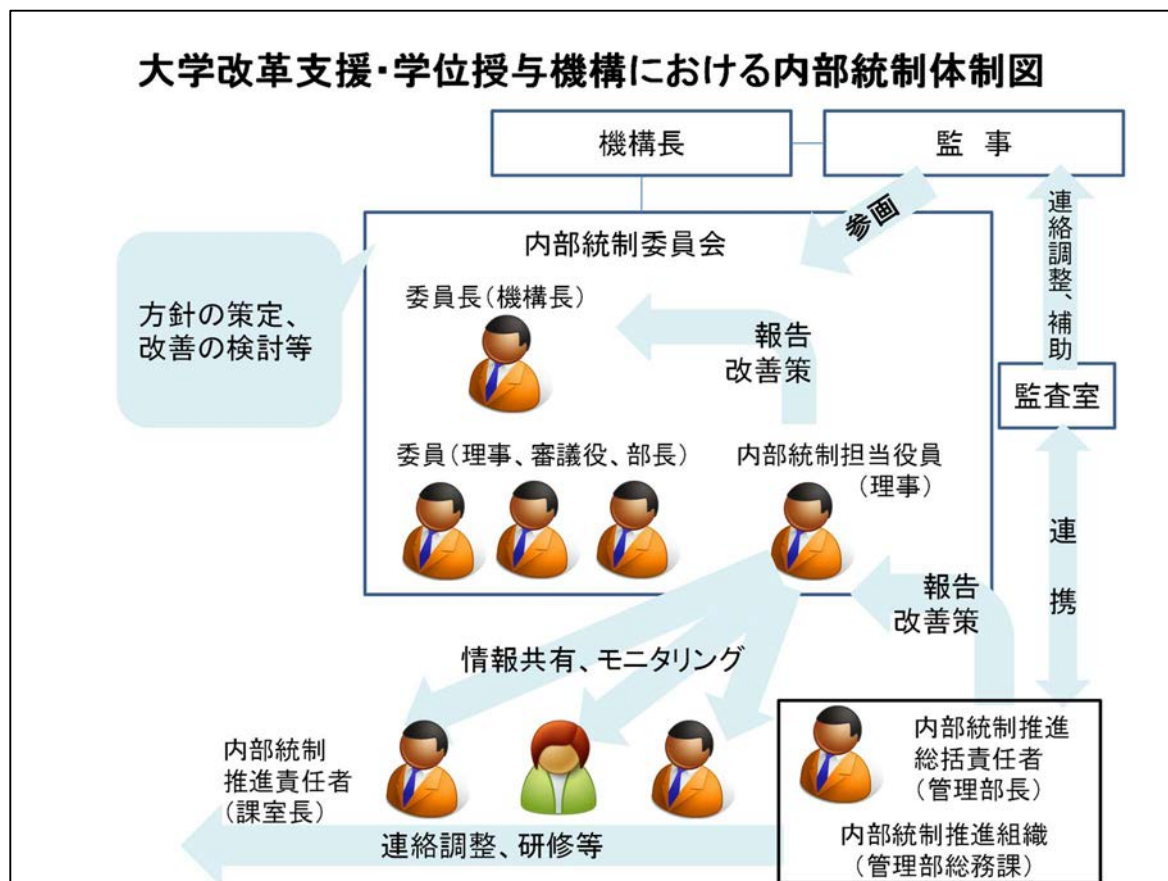 大学改革支援・学位授与機構における内部統制体制図
機構長
監　事
参画
連絡調整、補助
内部統制委員会
委員長（機構長）
方針の策定、
改善の検討等
報告
改善策
監査室
委員（理事、審議役、部長）
内部統制担当役員
（理事）
連　携
報告
改善策
情報共有、モニタリング
内部統制
推進責任者
（課室長）
内部統制推進
総括責任者
（管理部長）
連絡調整、研修等
内部統制推進組織
（管理部総務課）